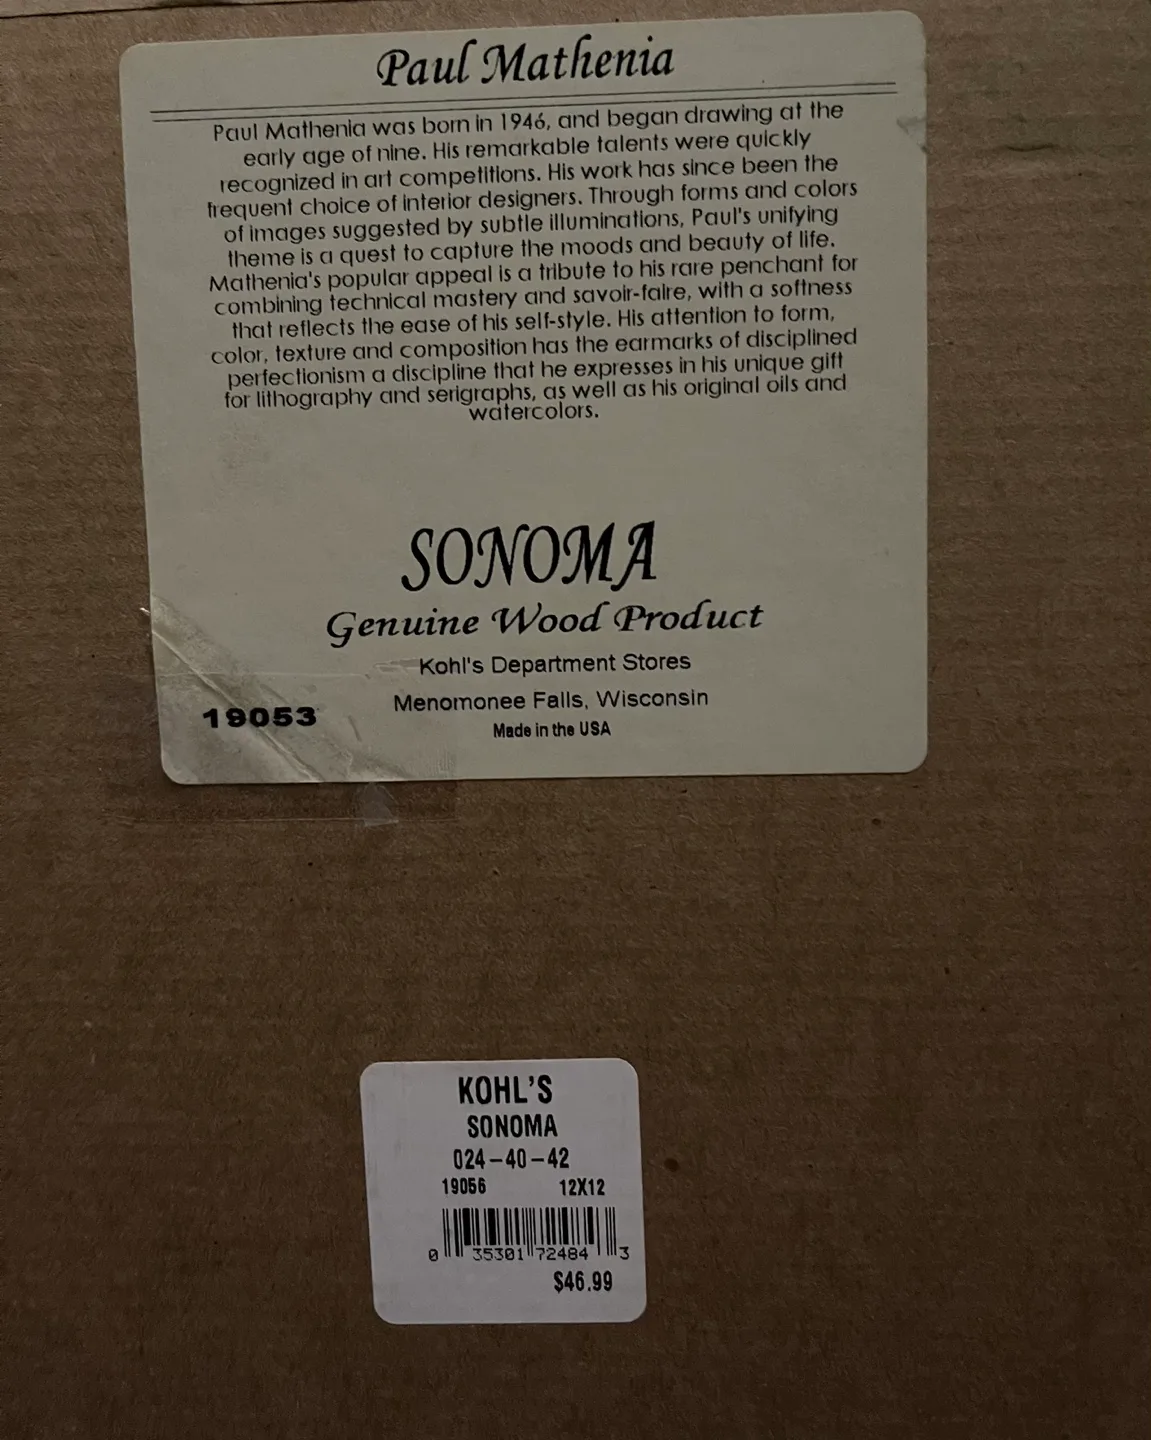 Paul Mathenia
Paul Mathenia was born in 1946, and began drawing at the
early age of nine. His remarkable talents were quickly
recognized in art competitions. His work has since been the
frequent choice of interior designers. Through forms and colors
of images suggested by subtle illuminations, Paul's unifying
theme is a quest to capture the moods and beauty of life.
Mathenia's popular appeal is a tribute to his rare penchant for
combining technical mastery and savoir-faire, with a softness
that reflects the ease of his self-style. His attention to form,
color, texture and composition has the earmarks of disciplined
perfectionism a discipline that he expresses in his unique gift
for lithography and serigraphs, as well as his original oils and
watercolors.
SONOMA
Genuine Wood Product
Kohl's Department Stores
Menomonee Falls, Wisconsin
19053
Made in the USA
KOHL'S
SONOMA
024-40-42
19056 12X12
0 35301 72484 3
$46.99